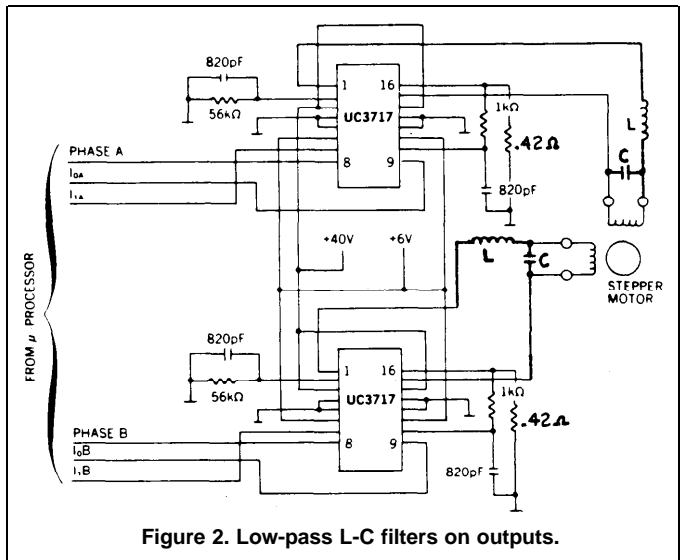 820pF
56kΩ
1
16
UC3717
8
9
1kΩ
.42Ω
820pF
L
C
PHASE A
I0A
I1A
FROM μ PROCESSOR
+40V
+6V
L
C
STEPPER
MOTOR
820pF
56kΩ
1
16
UC3717
8
9
1kΩ
.42Ω
820pF
PHASE B
I0B
I1B
Figure 2. Low-pass L-C filters on outputs.